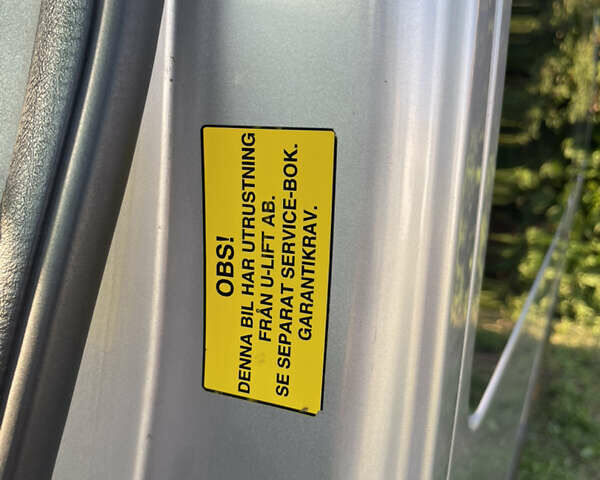 OBS!
DENNA BIL HAR UTRUSTNING
FRÅN U-LIFT AB.
SE SEPARAT SERVICE-BOK.
GARANTIKRAV.